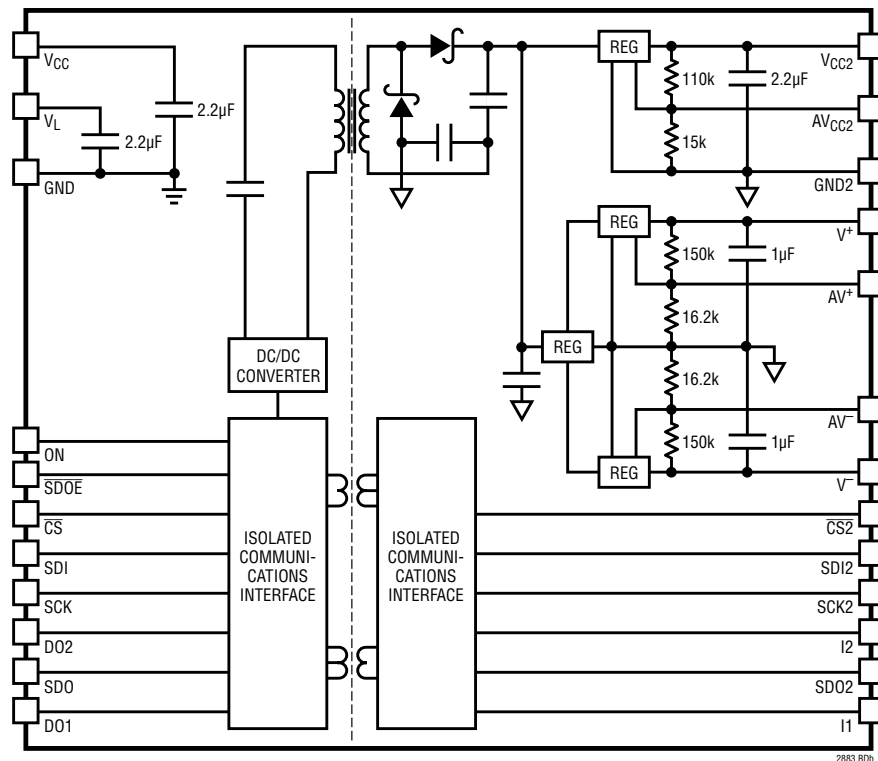 VCC
2.2µF
VL
2.2µF
GND
DC/DC
CONVERTER
REG
110k
2.2µF
15k
VCC2
AVCC2
GND2
REG
150k
1µF
16.2k
REG
16.2k
150k
1µF
REG
V+
AV+
AV−
V−
ON
SDOE
CS
SDI
SCK
DO2
SDO
DO1
ISOLATED
COMMUNI-
CATIONS
INTERFACE
ISOLATED
COMMUNI-
CATIONS
INTERFACE
CS2
SDI2
SCK2
I2
SDO2
I1
2883 BDb